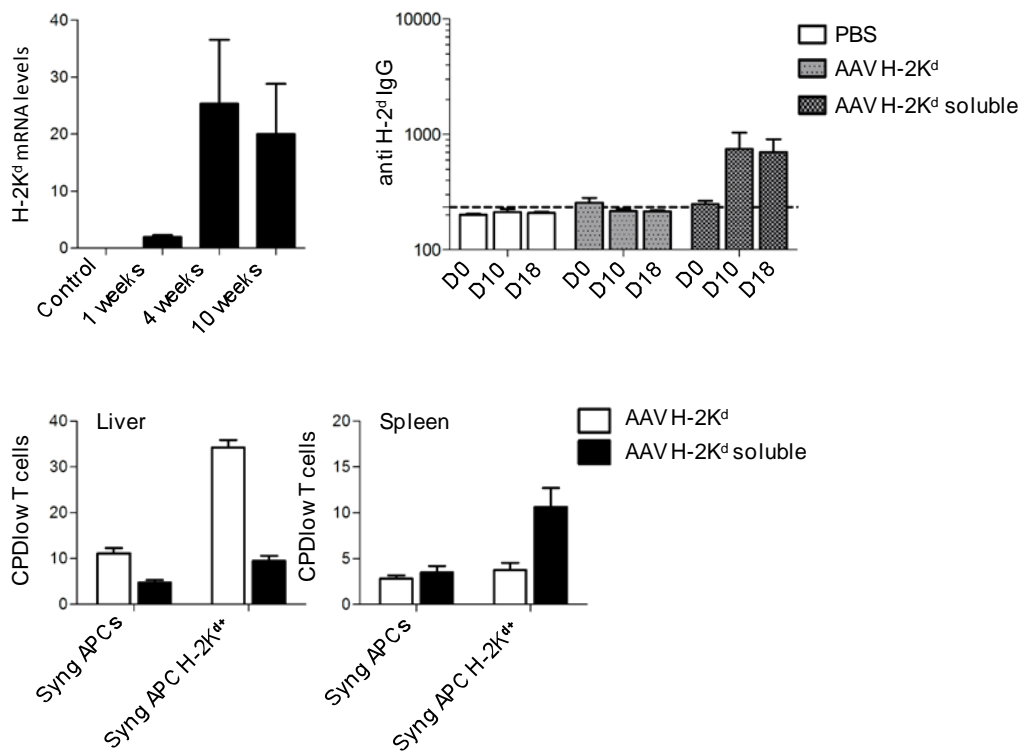 H-2Kᵈ mRNA levels
40
30
20
10
0
Control
1 weeks
4 weeks
10 weeks
anti H-2ᵈ IgG
10000
1000
100
D0
D10
D18
D0
D10
D18
D0
D10
D18
PBS
AAV H-2Kᵈ
AAV H-2Kᵈ soluble
Liver
CPDlow T cells
40
30
20
10
0
Syng APCs
Syng APC H-2Kᵈ⁺
Spleen
CPDlow T cells
20
15
10
5
0
Syng APCs
Syng APC H-2Kᵈ⁺
AAV H-2Kᵈ
AAV H-2Kᵈ soluble